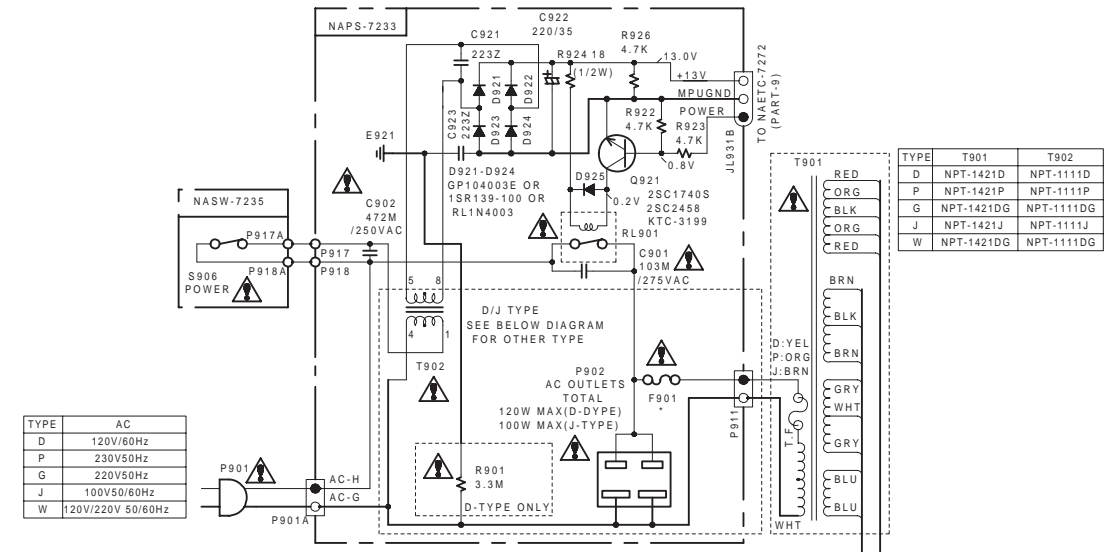 NAPS-7233
C922
220/35
C921
223Z
R924 18
(1/2W)
R926
4.7K
13.0V
+13V
MPUGND
POWER
JL931B
TO NAETC-7272
(PART-9)
D921
D922
D923
D924
C923
223Z
R922
4.7K
R923
4.7K
0.8V
E921
D921-D924
GP104003E OR
1SR139-100 OR
RL1N4003
D925
Q921
2SC1740S
2SC2458
KTC-3199
0.2V
RL901
C901
103M
/275VAC
C902
472M
/250VAC
NASW-7235
P917A
P917
P918A
P918
S906
POWER
5
8
4
1
T902
D/J TYPE
SEE BELOW DIAGRAM
FOR OTHER TYPE
P902
AC OUTLETS
TOTAL
120W MAX(D-DYPE)
100W MAX(J-TYPE)
F901
*
P911
R901
3.3M
D-TYPE ONLY
P901
AC-H
AC-G
P901A
TYPE AC
D 120V/60Hz
P 230V50Hz
G 220V50Hz
J 100V50/60Hz
W 120V/220V 50/60Hz
T901
RED
ORG
BLK
ORG
RED
BRN
BLK
BRN
D:YEL
P:ORG
J:BRN
T.F.
GRY
WHT
GRY
BLU
BLU
WHT
TYPE T901 T902
D NPT-1421D NPT-1111D
P NPT-1421P NPT-1111P
G NPT-1421DG NPT-1111DG
J NPT-1421J NPT-1111J
W NPT-1421DG NPT-1111DG